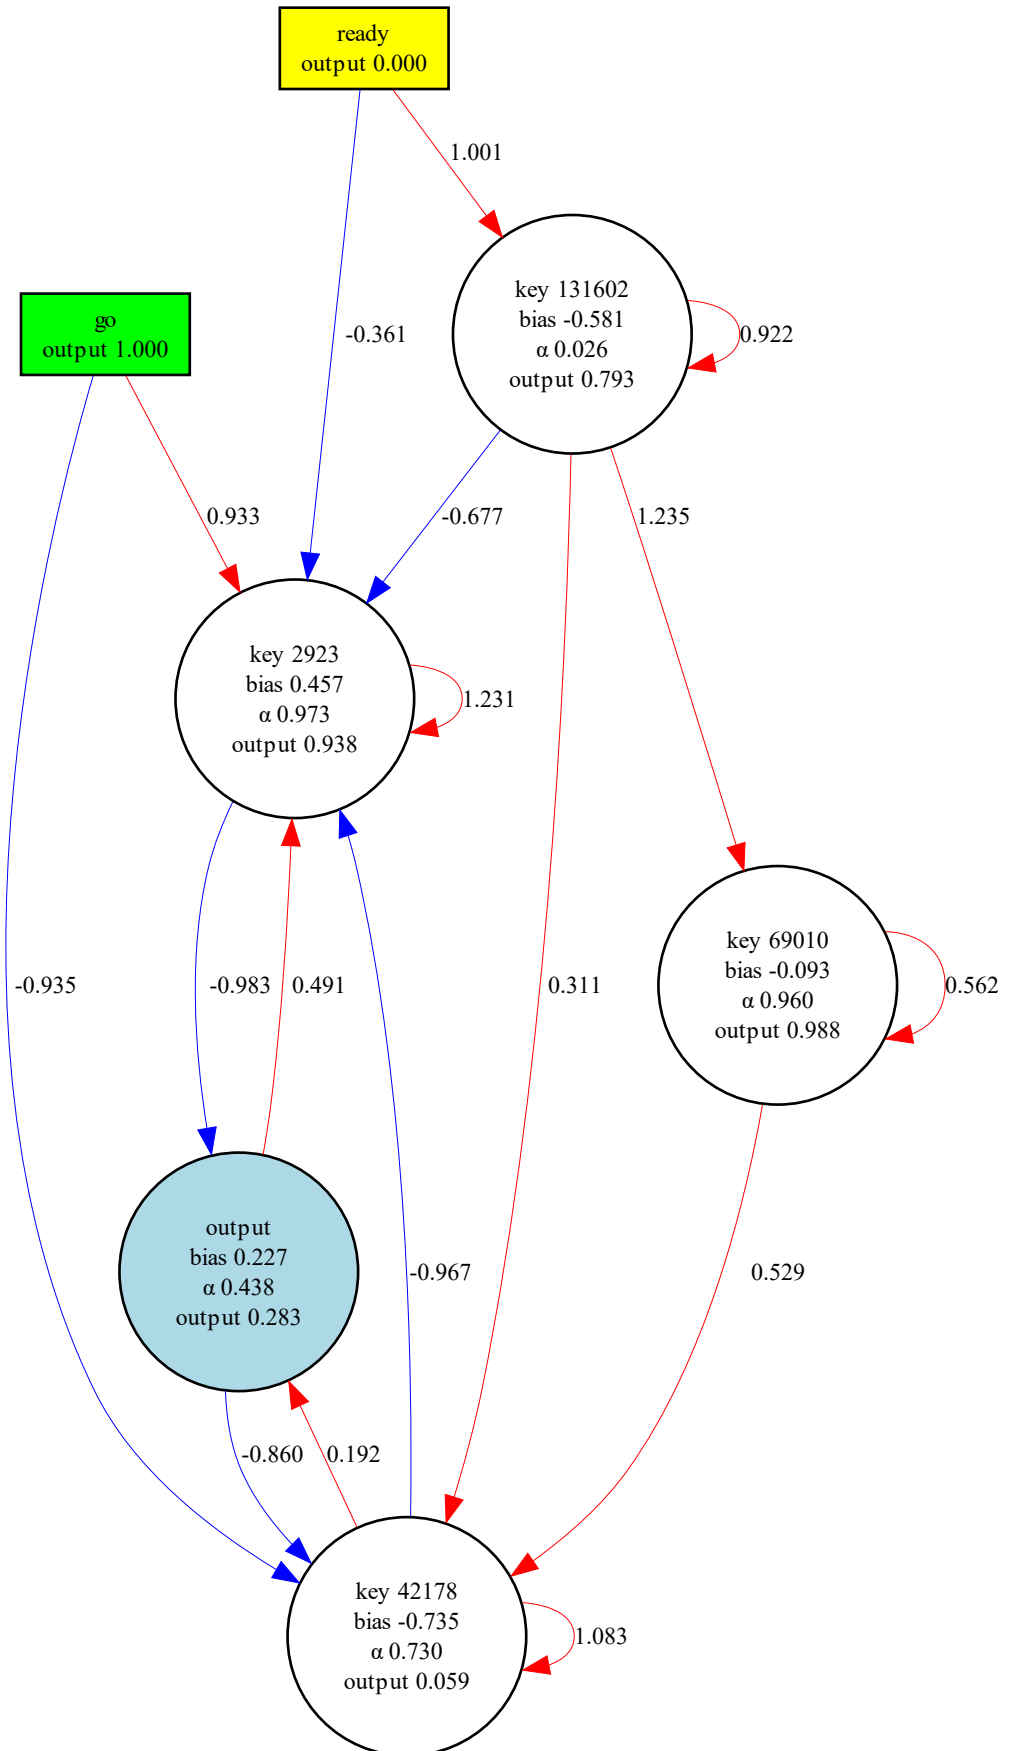 ready
output 0.000
1.001
key 131602
bias -0.581
α 0.026
output 0.793
0.922
-0.361
go
output 1.000
0.933
-0.677
1.235
key 2923
bias 0.457
α 0.973
output 0.938
1.231
key 69010
bias -0.093
α 0.960
output 0.988
0.562
-0.935
-0.983
0.491
0.311
output
bias 0.227
α 0.438
output 0.283
-0.967
0.529
-0.860
0.192
key 42178
bias -0.735
α 0.730
output 0.059
1.083